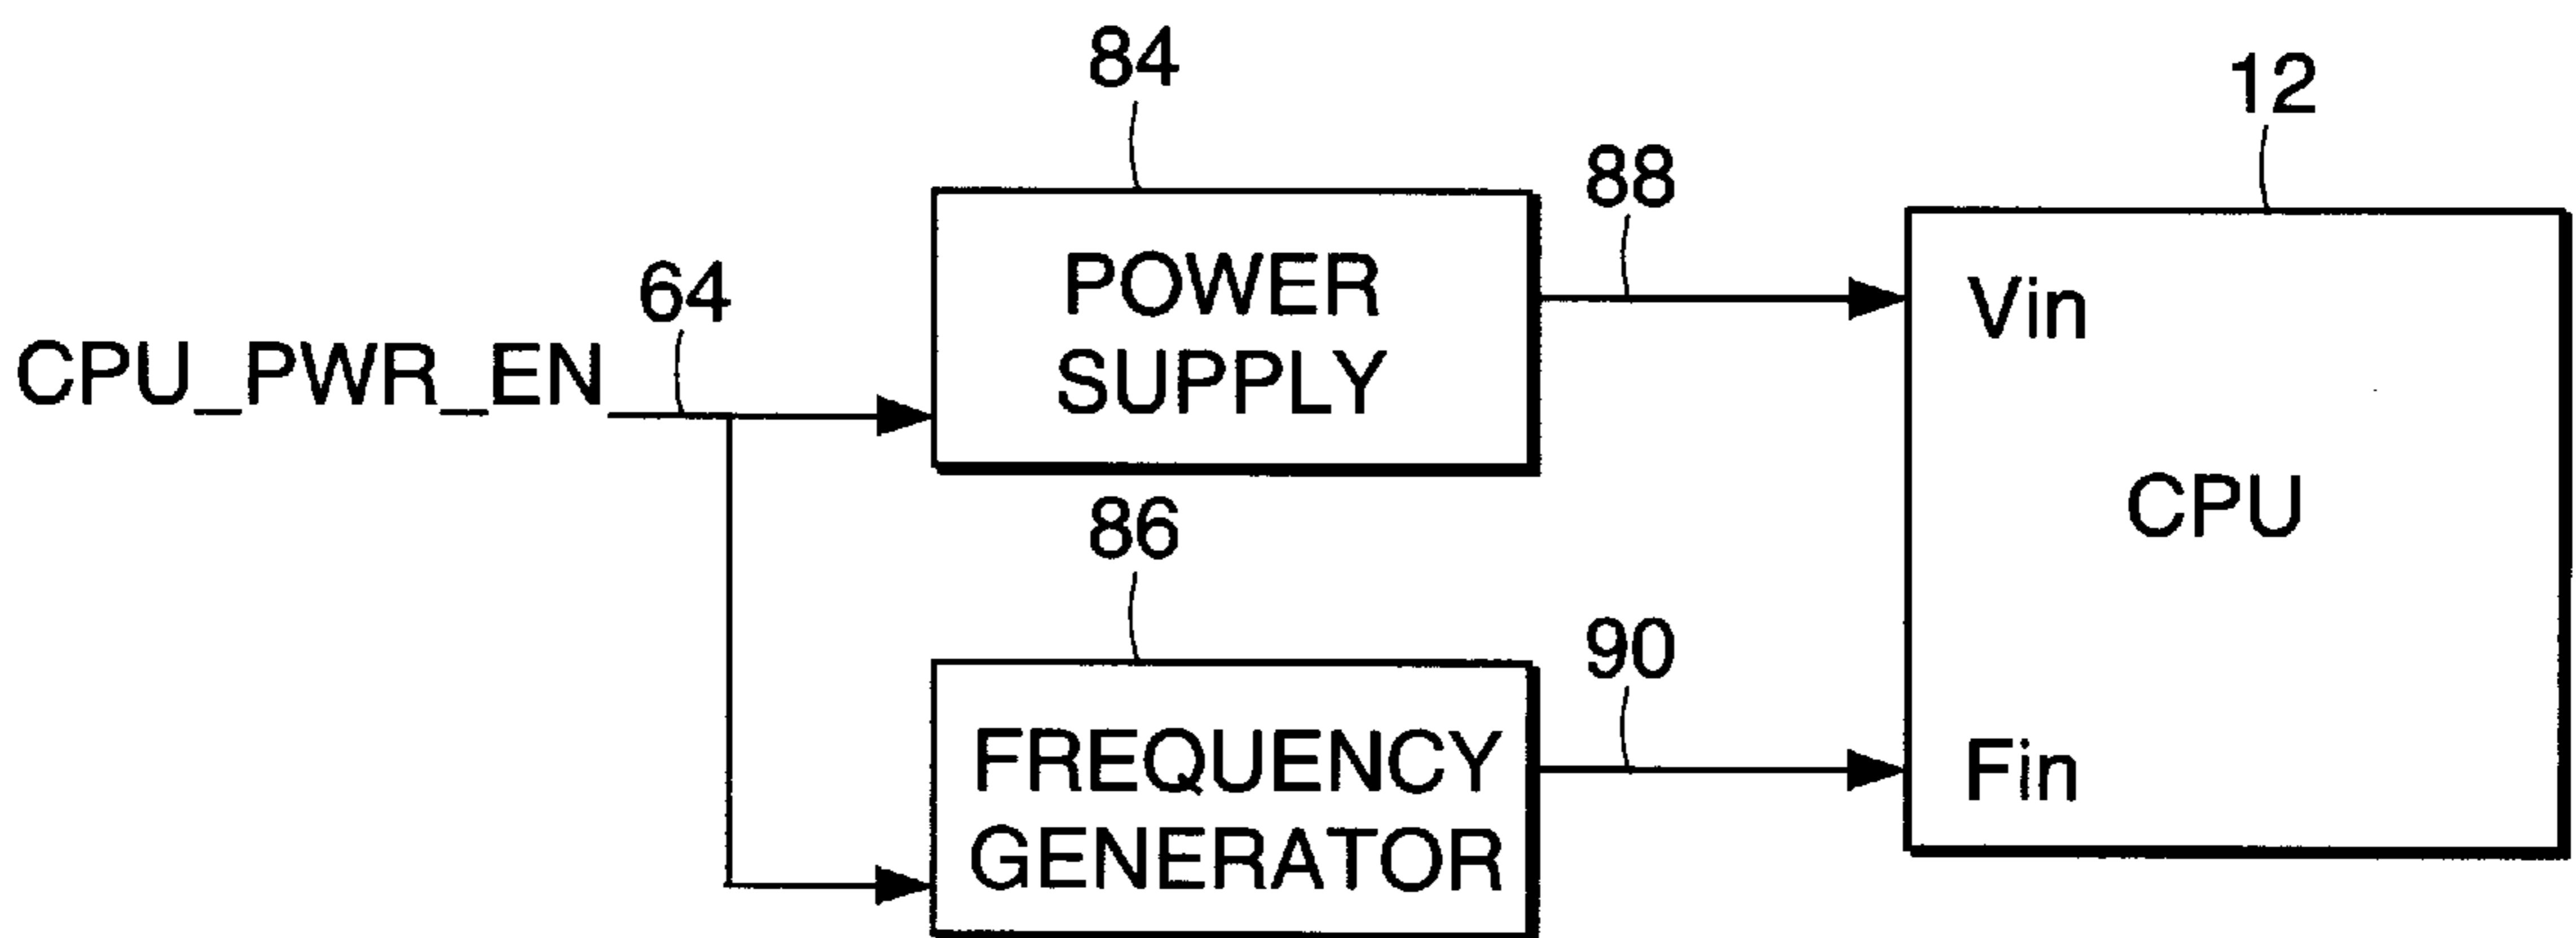 84
12
88
POWER
SUPPLY
64
CPU_PWR_EN
Vin
CPU
86
90
FREQUENCY
GENERATOR
Fin